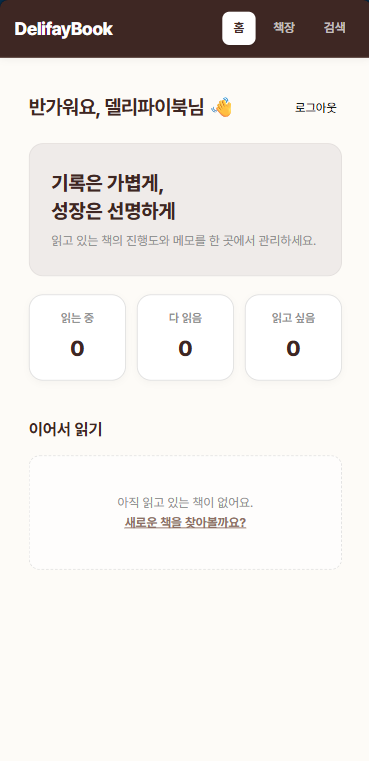 DelifayBook
홈
책장
검색
반가워요, 델리파이북님 👋
로그아웃
기록은 가볍게,
성장은 선명하게
읽고 있는 책의 진행도와 메모를 한 곳에서 관리하세요.
읽는 중
다 읽음
읽고 싶음
0
0
0
이어서 읽기
아직 읽고 있는 책이 없어요.
새로운 책을 찾아볼까요?